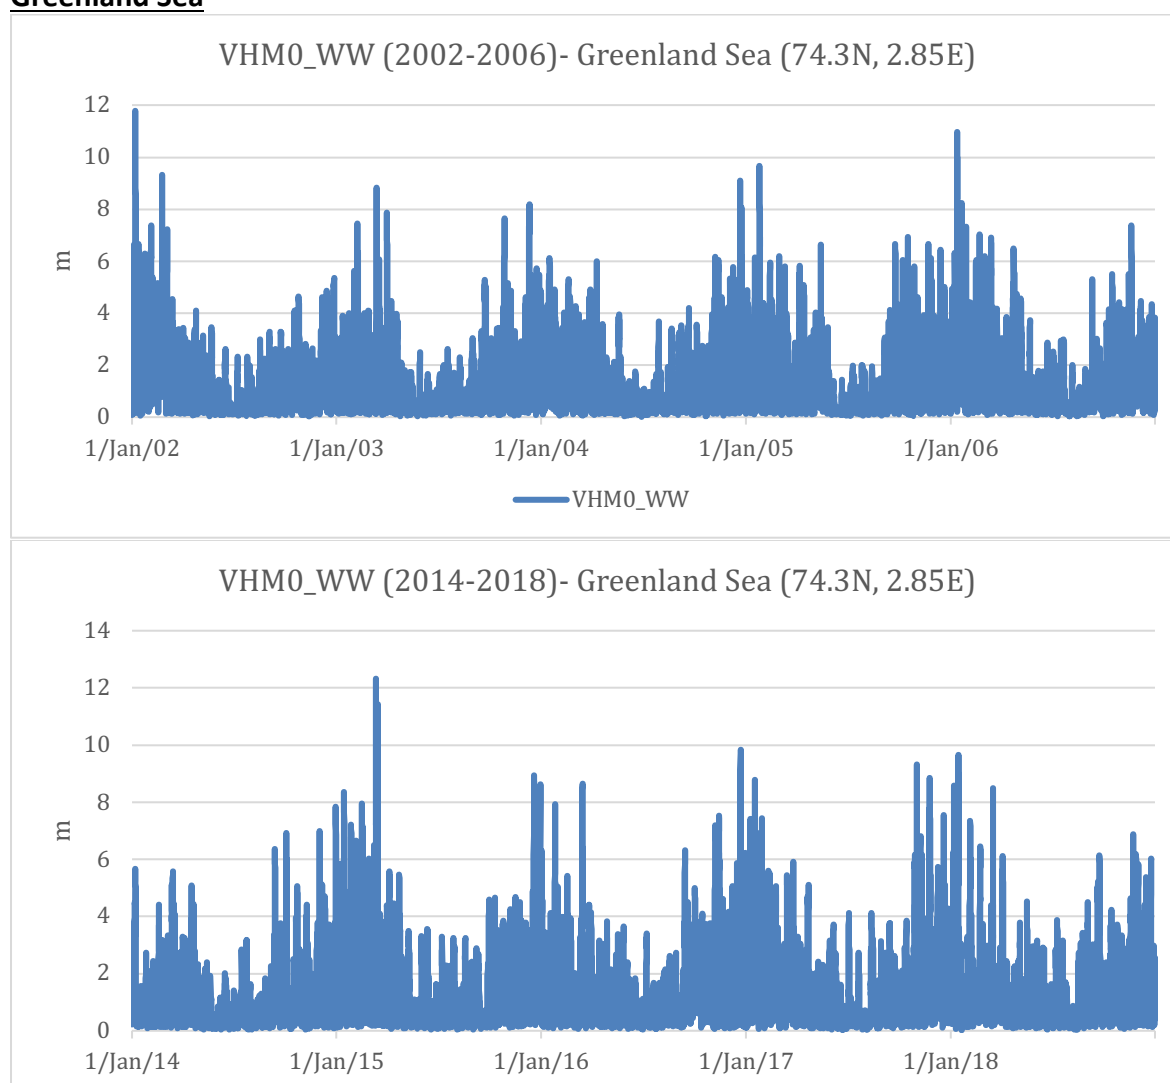 Greenland Sea
VHM0_WW (2002-2006)- Greenland Sea (74.3N, 2.85E)
12
10
8
6
4
2
0
m
1/Jan/02 1/Jan/03 1/Jan/04 1/Jan/05 1/Jan/06
VHM0_WW
VHM0_WW (2014-2018)- Greenland Sea (74.3N, 2.85E)
14
12
10
8
6
4
2
0
m
1/Jan/14 1/Jan/15 1/Jan/16 1/Jan/17 1/Jan/18